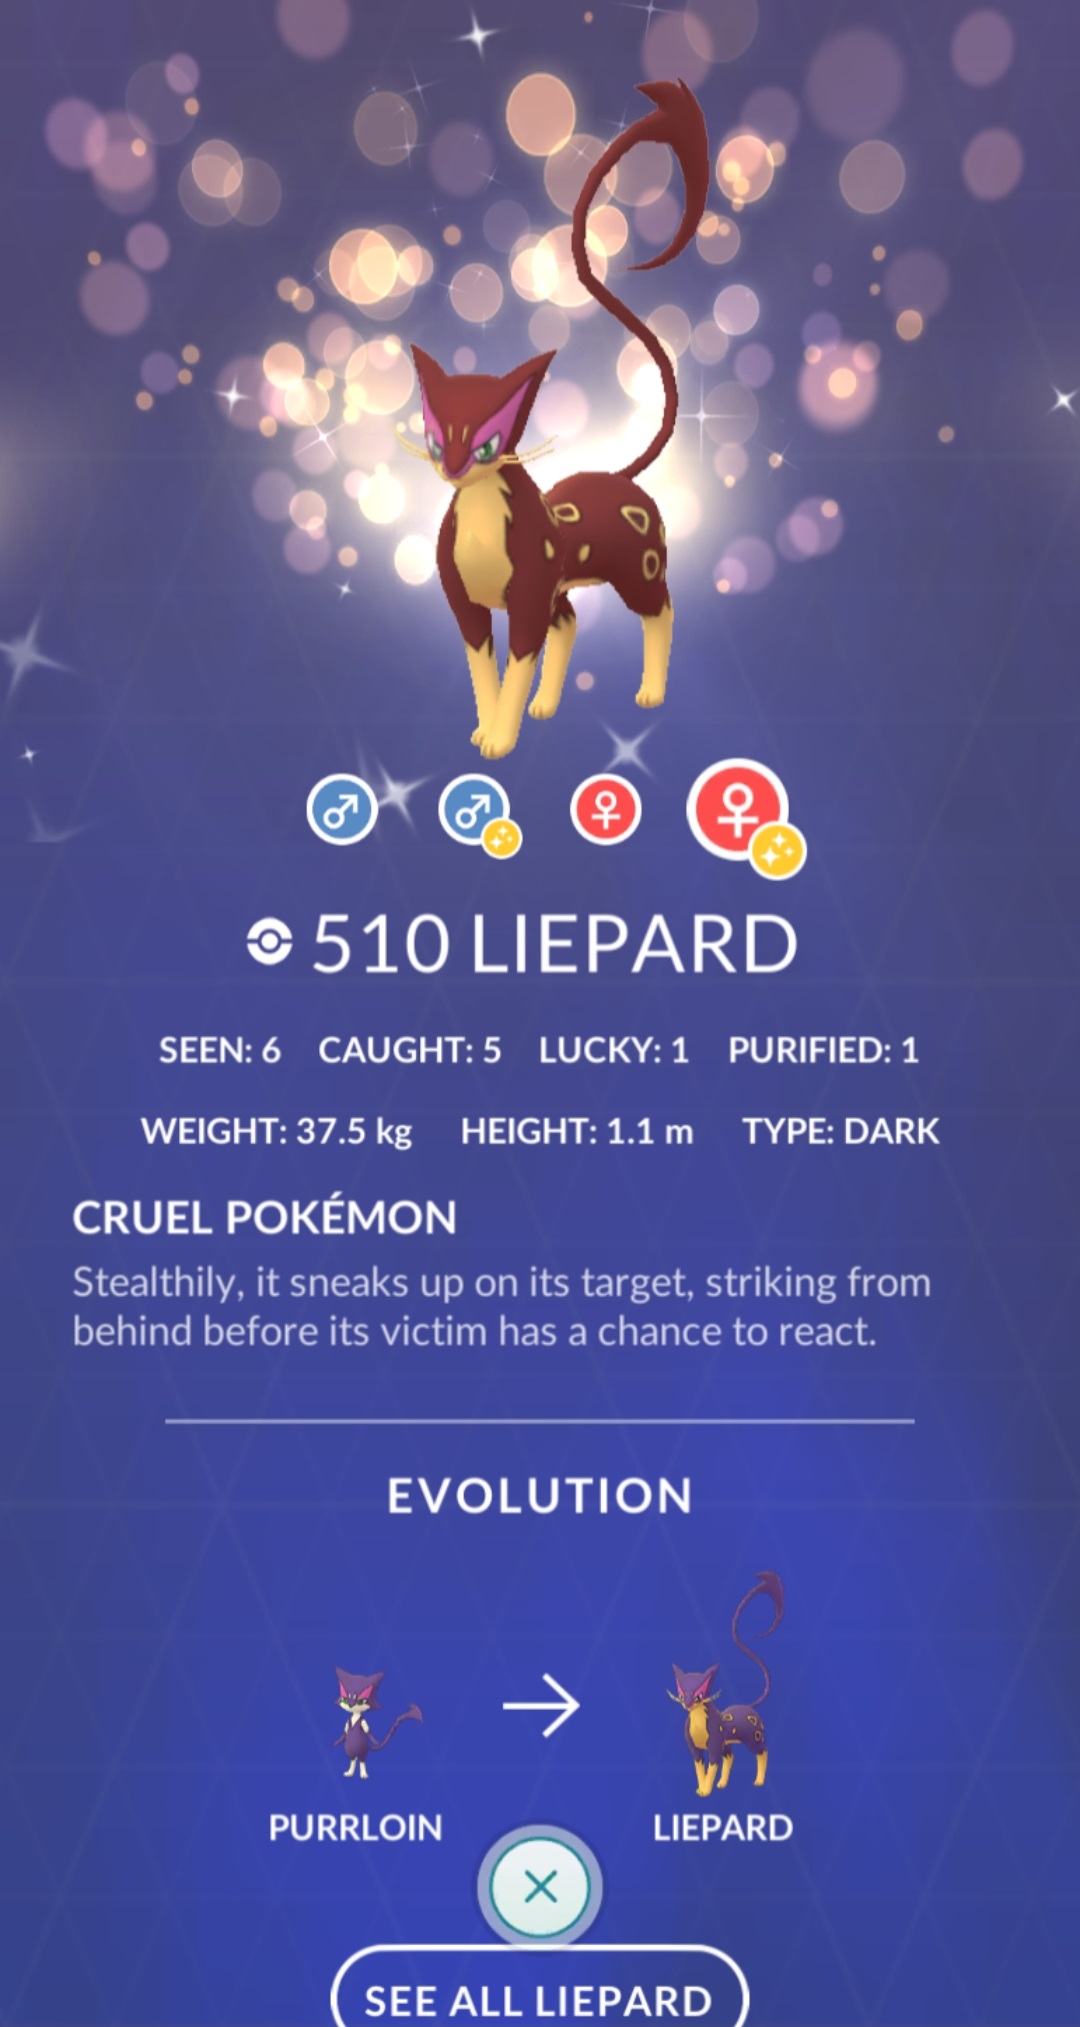 510 LIEPARD
SEEN: 6 CAUGHT: 5 LUCKY: 1 PURIFIED: 1
WEIGHT: 37.5 kg HEIGHT: 1.1 m TYPE: DARK
CRUEL POKÉMON
Stealthily, it sneaks up on its target, striking from
behind before its victim has a chance to react.
EVOLUTION
PURRLOIN LIEPARD
SEE ALL LIEPARD